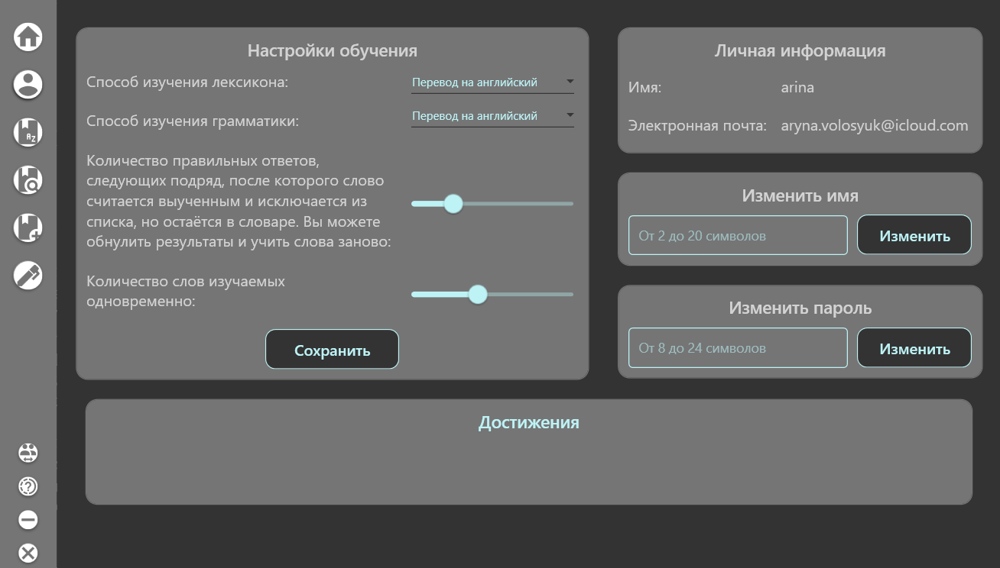 Настройки обучения
Способ изучения лексикона:
Перевод на английский
Способ изучения грамматики:
Перевод на английский
Количество правильных ответов,
следующих подряд, после которого слово
считается выученным и исключается из
списка, но остаётся в словаре. Вы можете
обнулить результаты и учить слова заново:
Количество слов изучаемых
одновременно:
Сохранить
Личная информация
Имя:
arina
Электронная почта:
aryna.volosyuk@icloud.com
Изменить имя
От 2 до 20 символов
Изменить
Изменить пароль
От 8 до 24 символов
Изменить
Достижения